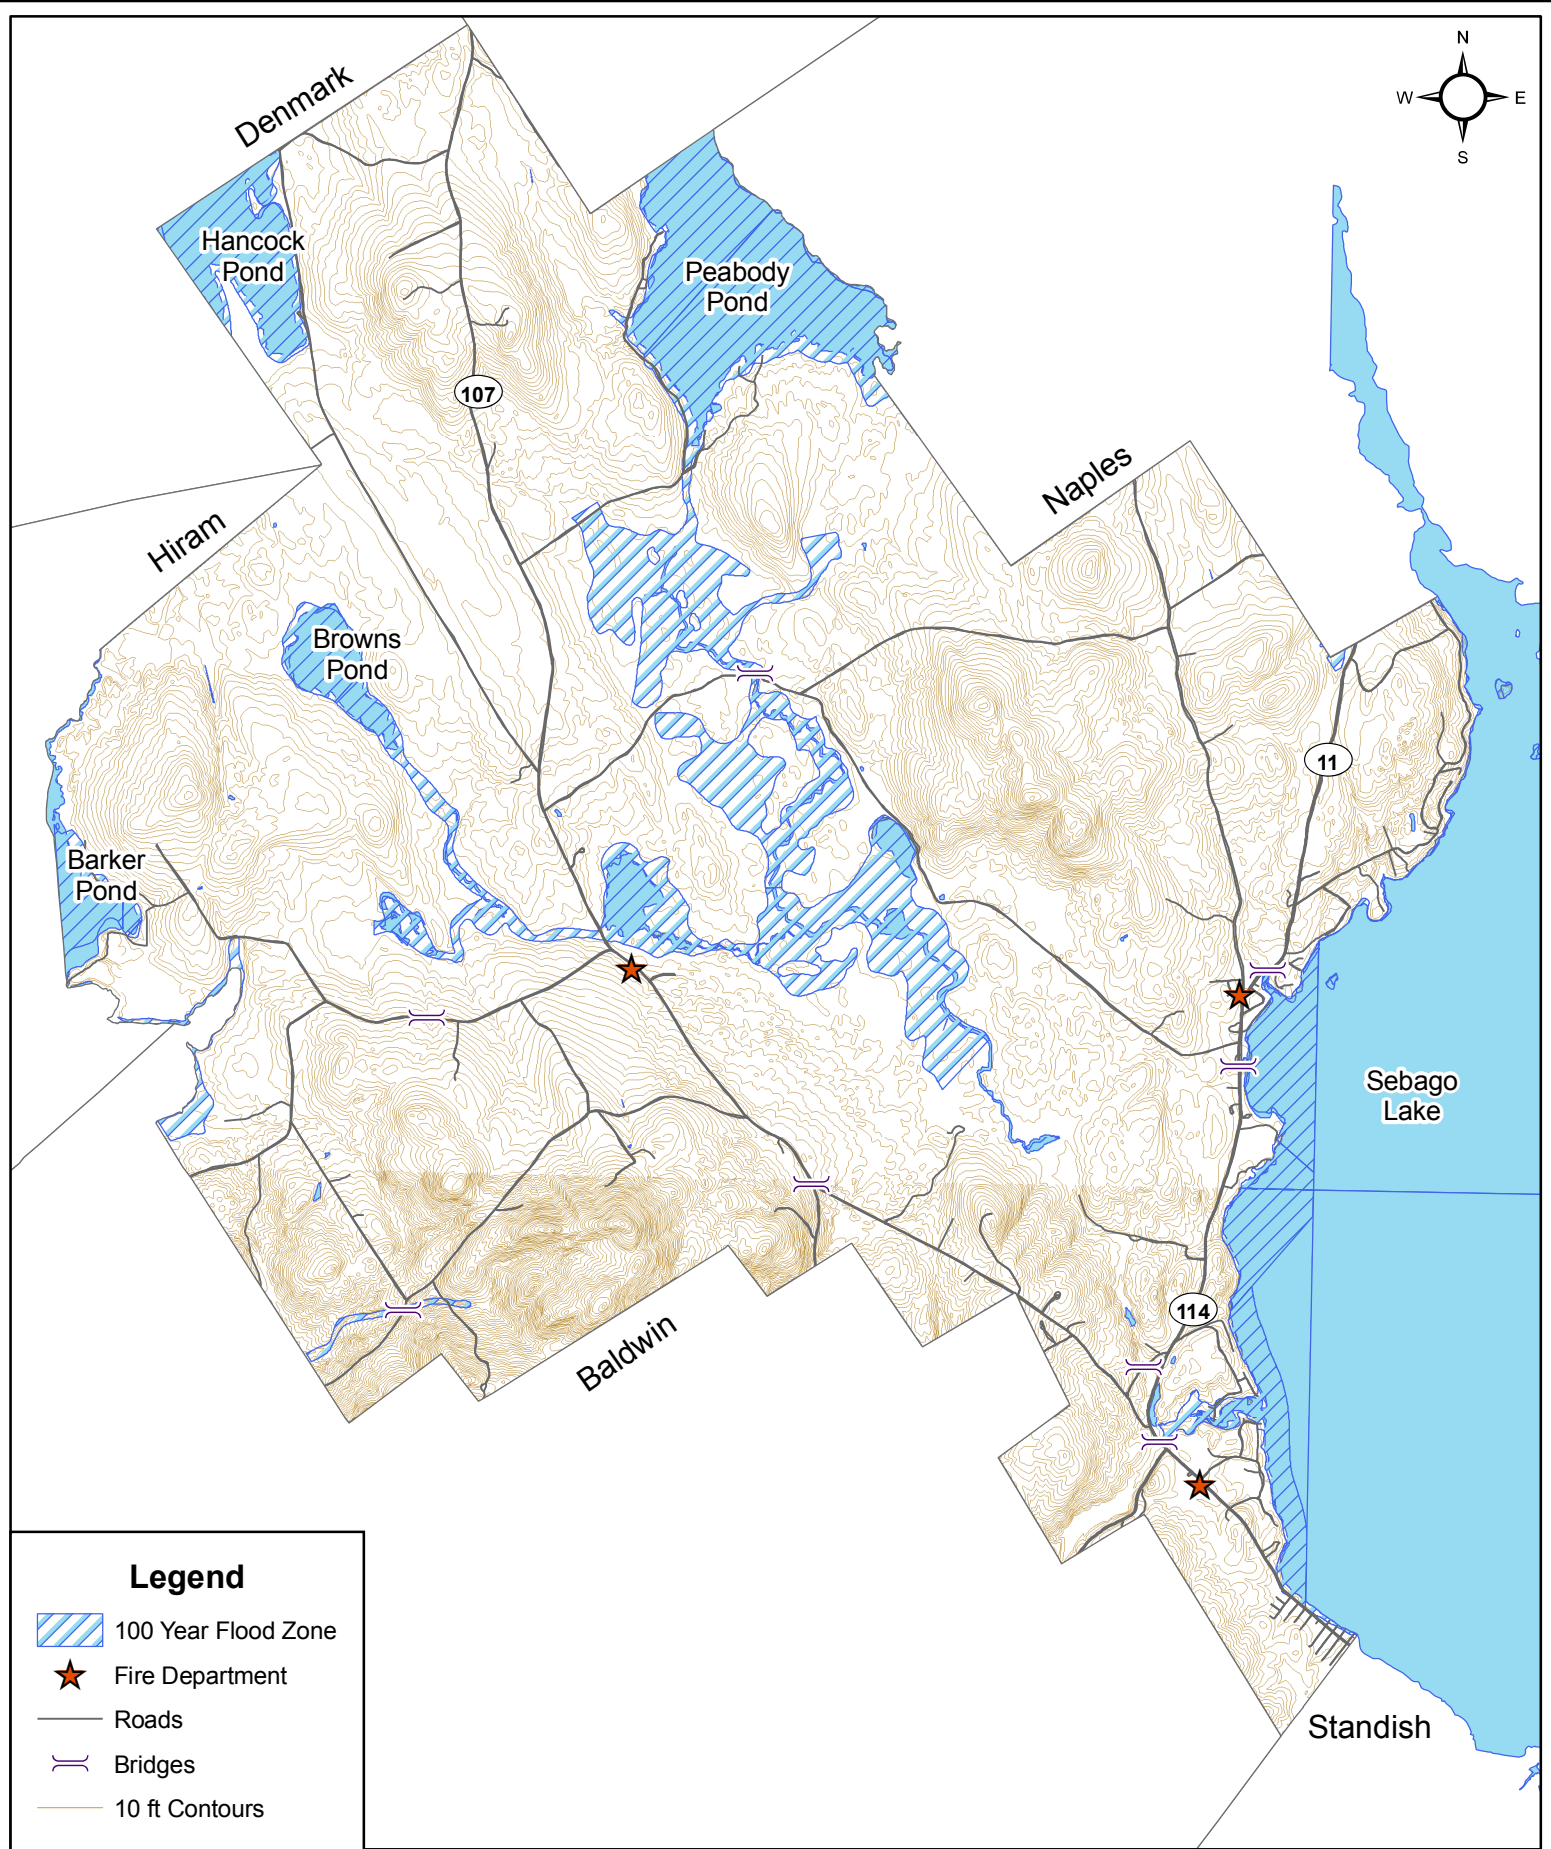 N
W
E
S
Denmark
Hancock
Pond
Peabody
Pond
107
Naples
Hiram
Browns
Pond
11
Barker
Pond
Sebago
Lake
114
Baldwin
Standish
Legend
100 Year Flood Zone
Fire Department
Roads
Bridges
10 ft Contours